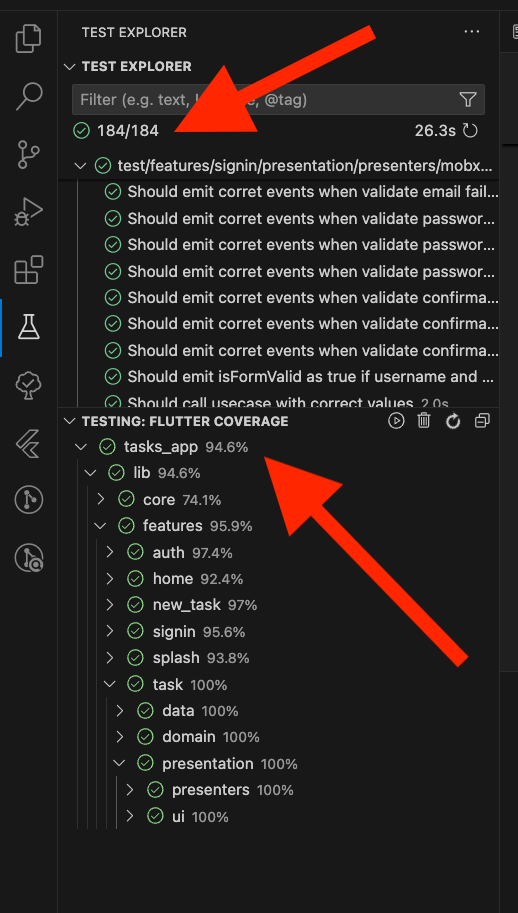 TEST EXPLORER
TEST EXPLORER
Filter (e.g. text, !, @tag)
184/184 26.3s
test/features/signin/presentation/presenters/mobx...
Should emit corret events when validate email fail...
Should emit corret events when validate passwor...
Should emit corret events when validate passwor...
Should emit corret events when validate passwor...
Should emit corret events when validate confirma...
Should emit corret events when validate confirma...
Should emit corret events when validate confirma...
Should emit isFormValid as true if username and ...
Should call usecase with correct values 2.0s
TESTING: FLUTTER COVERAGE
tasks_app 94.6%
lib 94.6%
core 74.1%
features 95.9%
auth 97.4%
home 92.4%
new_task 97%
signin 95.6%
splash 93.8%
task 100%
data 100%
domain 100%
presentation 100%
presenters 100%
ui 100%